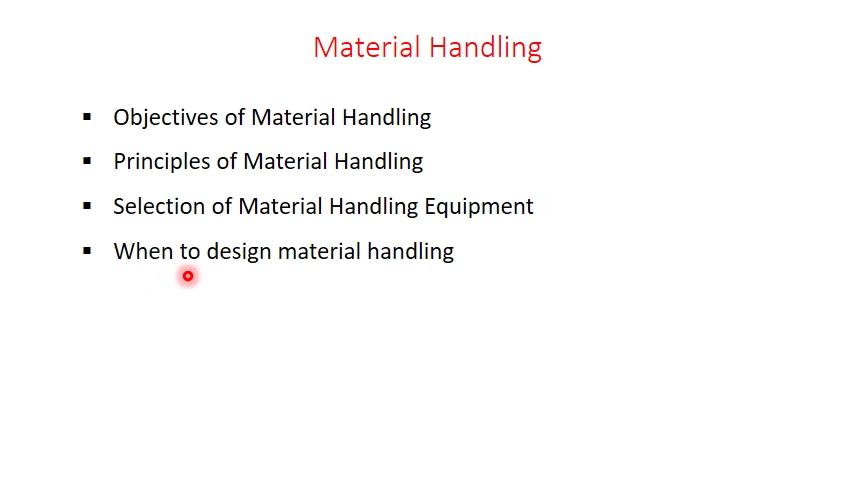 Material Handling
▪ Objectives of Material Handling
▪ Principles of Material Handling
▪ Selection of Material Handling Equipment
▪ When to design material handling